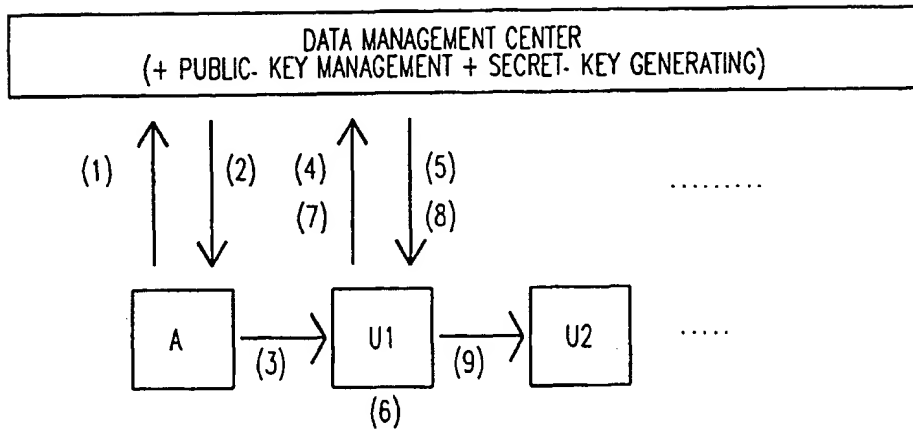 DATA MANAGEMENT CENTER
(+ PUBLIC- KEY MANAGEMENT + SECRET- KEY GENERATING)
(1) (2) (4) (5) .........
(7) (8)
A U1 U2 .....
(3) (9)
(6)